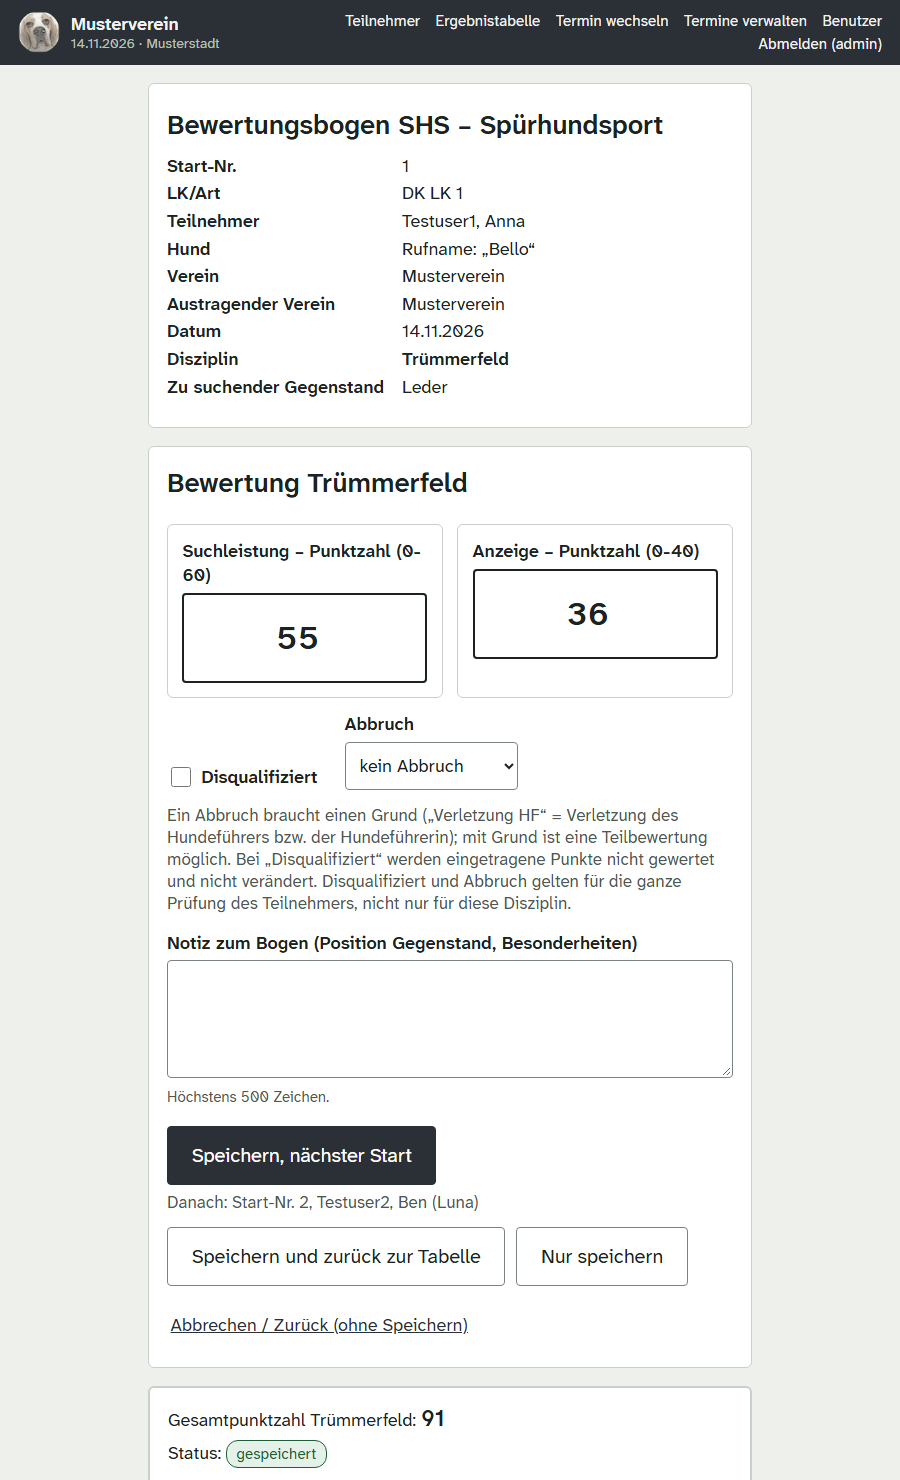 Musterverein
14.11.2026 · Musterstadt
Teilnehmer Ergebnistabelle Termin wechseln Termine verwalten Benutzer
Abmelden (admin)
Bewertungsbogen SHS – Spürhundsport
Start-Nr. 1
LK/Art DK LK 1
Teilnehmer Testuser1, Anna
Hund Rufname: „Bello“
Verein Musterverein
Austragender Verein Musterverein
Datum 14.11.2026
Disziplin Trümmerfeld
Zu suchender Gegenstand Leder
Bewertung Trümmerfeld
Suchleistung – Punktzahl (0-
60)
55
Anzeige – Punktzahl (0-40)
36
Disqualifiziert
Abbruch
kein Abbruch
Ein Abbruch braucht einen Grund („Verletzung HF“ = Verletzung des
Hundeführers bzw. der Hundeführerin); mit Grund ist eine Teilbewertung
möglich. Bei „Disqualifiziert“ werden eingetragene Punkte nicht gewertet
und nicht verändert. Disqualifiziert und Abbruch gelten für die ganze
Prüfung des Teilnehmers, nicht nur für diese Disziplin.
Notiz zum Bogen (Position Gegenstand, Besonderheiten)
Höchstens 500 Zeichen.
Speichern, nächster Start
Danach: Start-Nr. 2, Testuser2, Ben (Luna)
Speichern und zurück zur Tabelle Nur speichern
Abbrechen / Zurück (ohne Speichern)
Gesamtpunktzahl Trümmerfeld: 91
Status: gespeichert